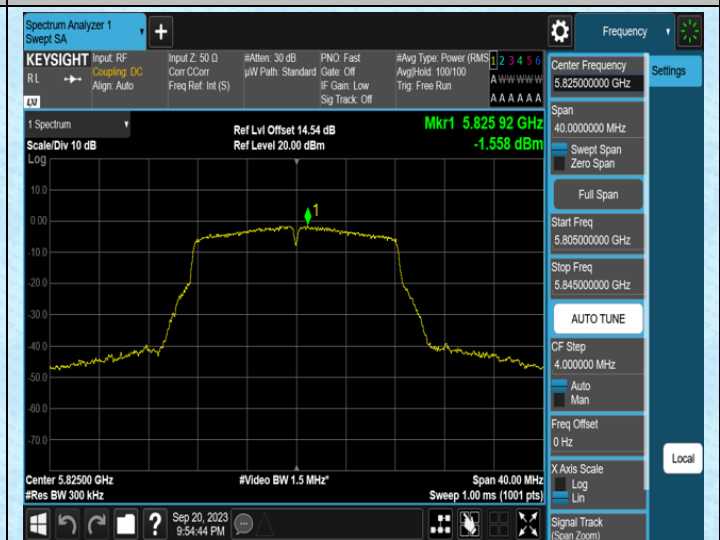 Spectrum Analyzer 1
Swept SA
+
Frequency
KEYSIGHT
RL
LXI
Input: RF
Coupling: DC
Align: Auto
Input Z: 50 Ω
Corr CCorr
Freq Ref: Int (S)
#Atten: 30 dB
µW Path: Standard
PNO: Fast
Gate: Off
IF Gain: Low
Sig Track: Off
#Avg Type: Power (RMS
Avg|Hold: 100/100
Trig: Free Run
1 2 3 4 5 6
A W W W W W
A A A A A A
Center Frequency
5.825000000 GHz
Settings
Span
40.0000000 MHz
Swept Span
Zero Span
Full Span
Start Freq
5.805000000 GHz
Stop Freq
5.845000000 GHz
AUTO TUNE
CF Step
4.000000 MHz
Auto
Man
Freq Offset
0 Hz
X Axis Scale
Log
Lin
Signal Track
(Span Zoom)
Local
1 Spectrum
Scale/Div 10 dB
Log
Ref Lvl Offset 14.54 dB
Ref Level 20.00 dBm
Mkr1 5.825 92 GHz
-1.558 dBm
10.0
0.00
-10.0
-20.0
-30.0
-40.0
-50.0
-60.0
-70.0
1
Center 5.82500 GHz
#Res BW 300 kHz
#Video BW 1.5 MHz*
Span 40.00 MHz
Sweep 1.00 ms (1001 pts)
?
Sep 20, 2023
9:54:44 PM